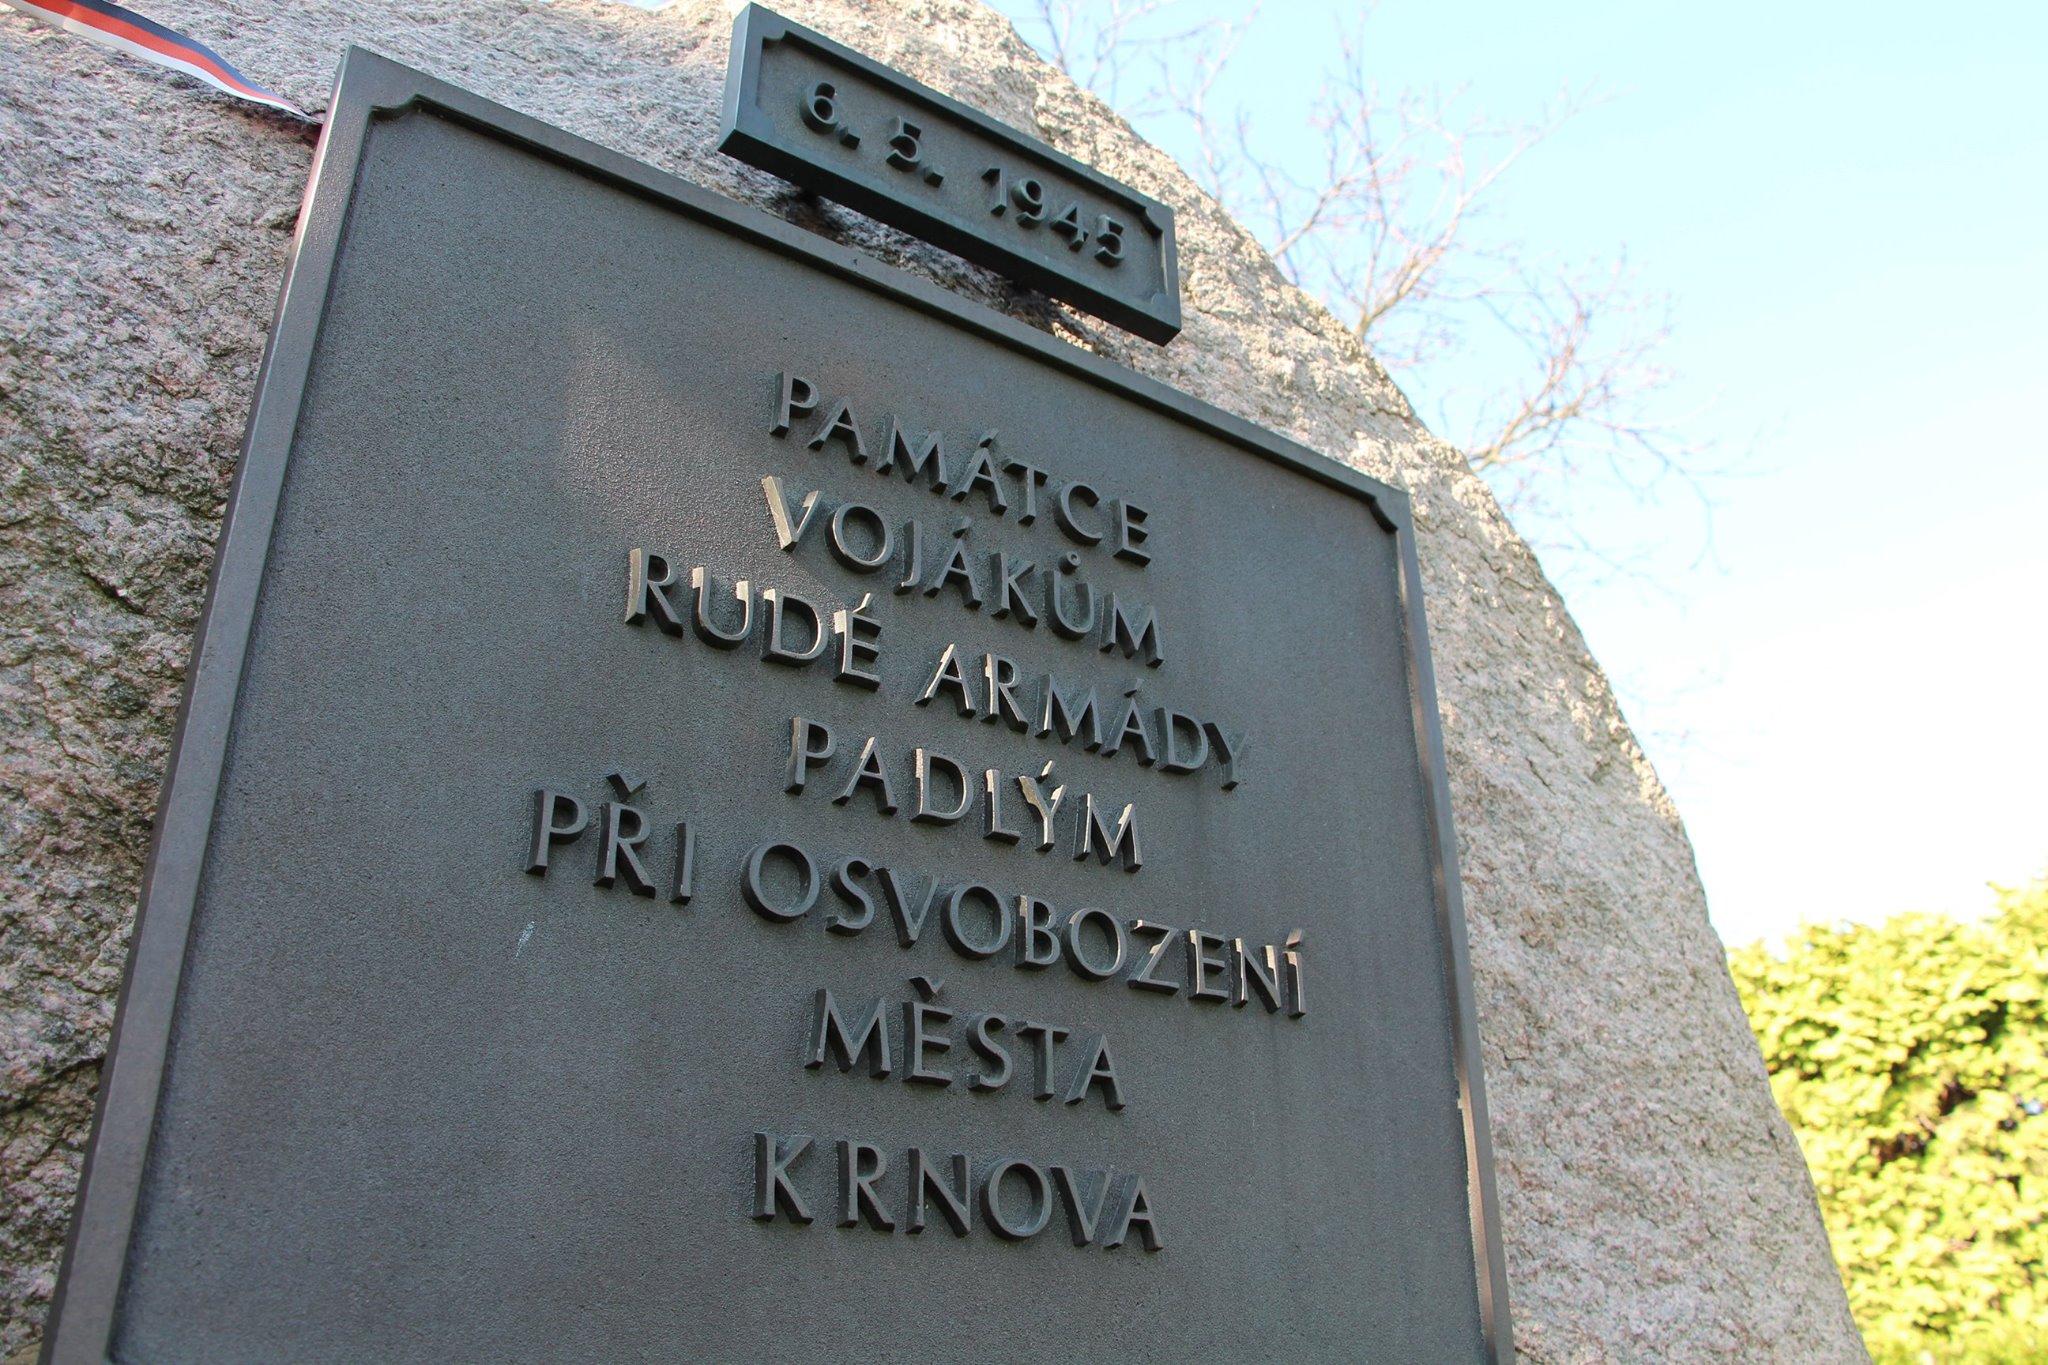 6. 5. 1945
PAMÁTCE
VOJÁKŮM
RUDÉ ARMÁDY
PADLÝM
PŘI OSVOBOZENÍ
MĚSTA
KRNOVA